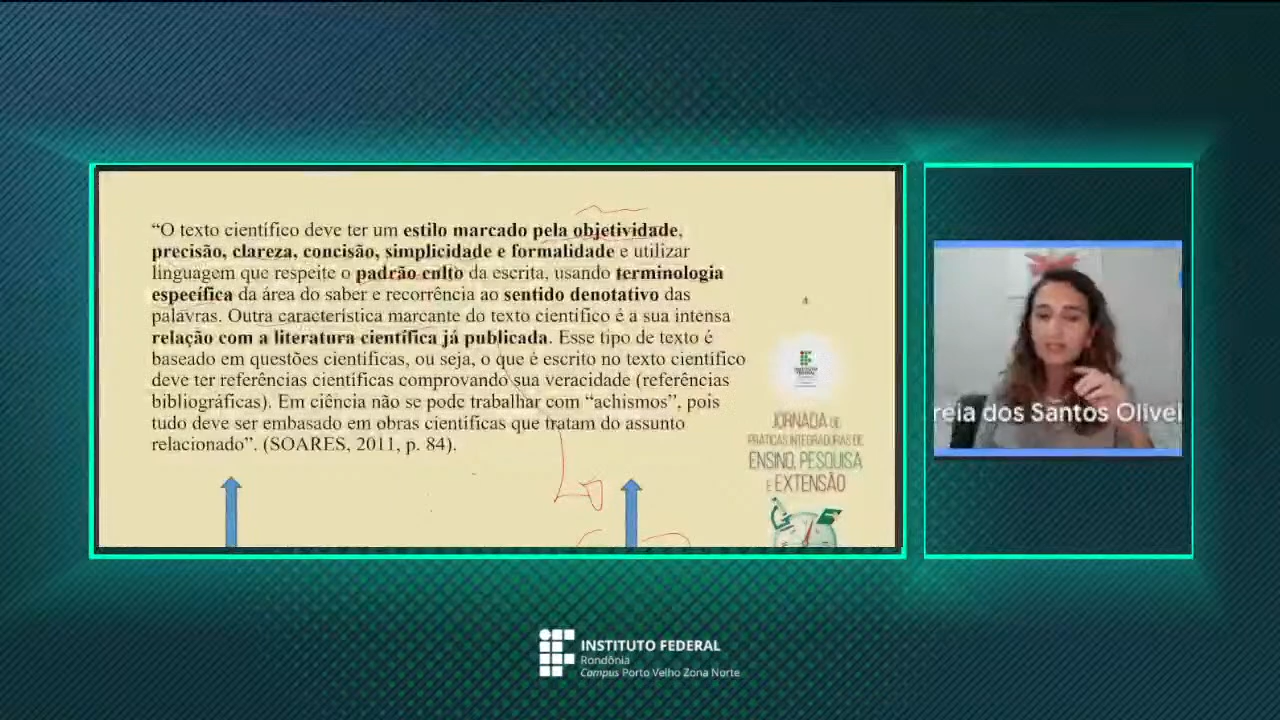 “O texto científico deve ter um estilo marcado pela objetividade,
precisão, clareza, concisão, simplicidade e formalidade e utilizar
linguagem que respeite o padrão culto da escrita, usando terminologia
específica da área do saber e recorrência ao sentido denotativo das
palavras. Outra característica marcante do texto científico é a sua intensa
relação com a literatura científica já publicada. Esse tipo de texto é
baseado em questões científicas, ou seja, o que é escrito no texto científico
deve ter referências científicas comprovando sua veracidade (referências
bibliográficas). Em ciência não se pode trabalhar com “achismos”, pois
tudo deve ser embasado em obras científicas que tratam do assunto
relacionado”. (SOARES, 2011, p. 84).
4
INSTITUTO
FEDERAL
JORNADA DE
PRÁTICAS INTEGRADORAS DE
ENSINO, PESQUISA
E EXTENSÃO
reia dos Santos Olivei
INSTITUTO FEDERAL
Rondônia
Campus Porto Velho Zona Norte